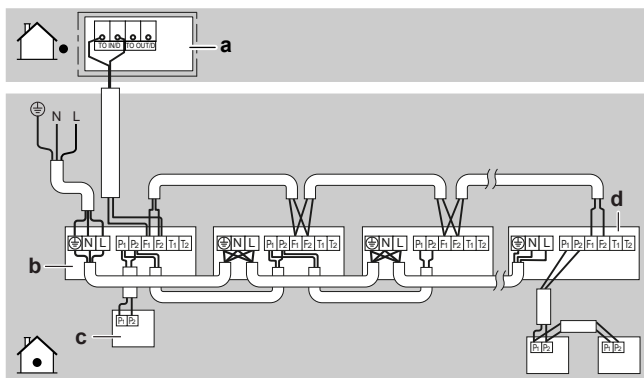 TO IN/D TO OUT/D
a
N L
d
N L P1 P2 F1 F2 T1 T2
N L P1 P2 F1 F2 T1 T2
N L P1 P2 F1 F2 T1 T2
N L P1 P2 F1 F2 T1 T2
b
P1 P2
c
P1 P2
P1 P2